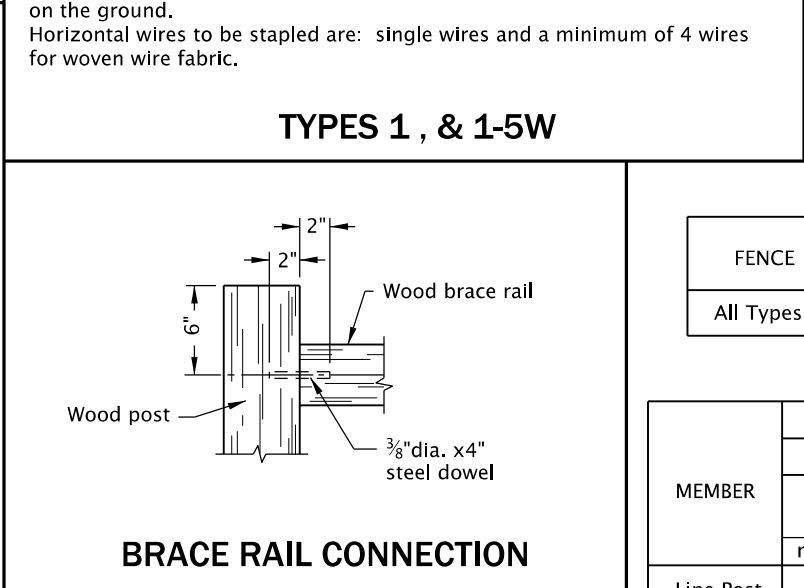 on the ground.
Horizontal wires to be stapled are: single wires and a minimum of 4 wires
for woven wire fabric.
TYPES 1 , & 1-5W
2"
2"
6"
Wood brace rail
Wood post
⅜"dia. x4"
steel dowel
BRACE RAIL CONNECTION
FENCE
All Types
MEMBER
Line Post